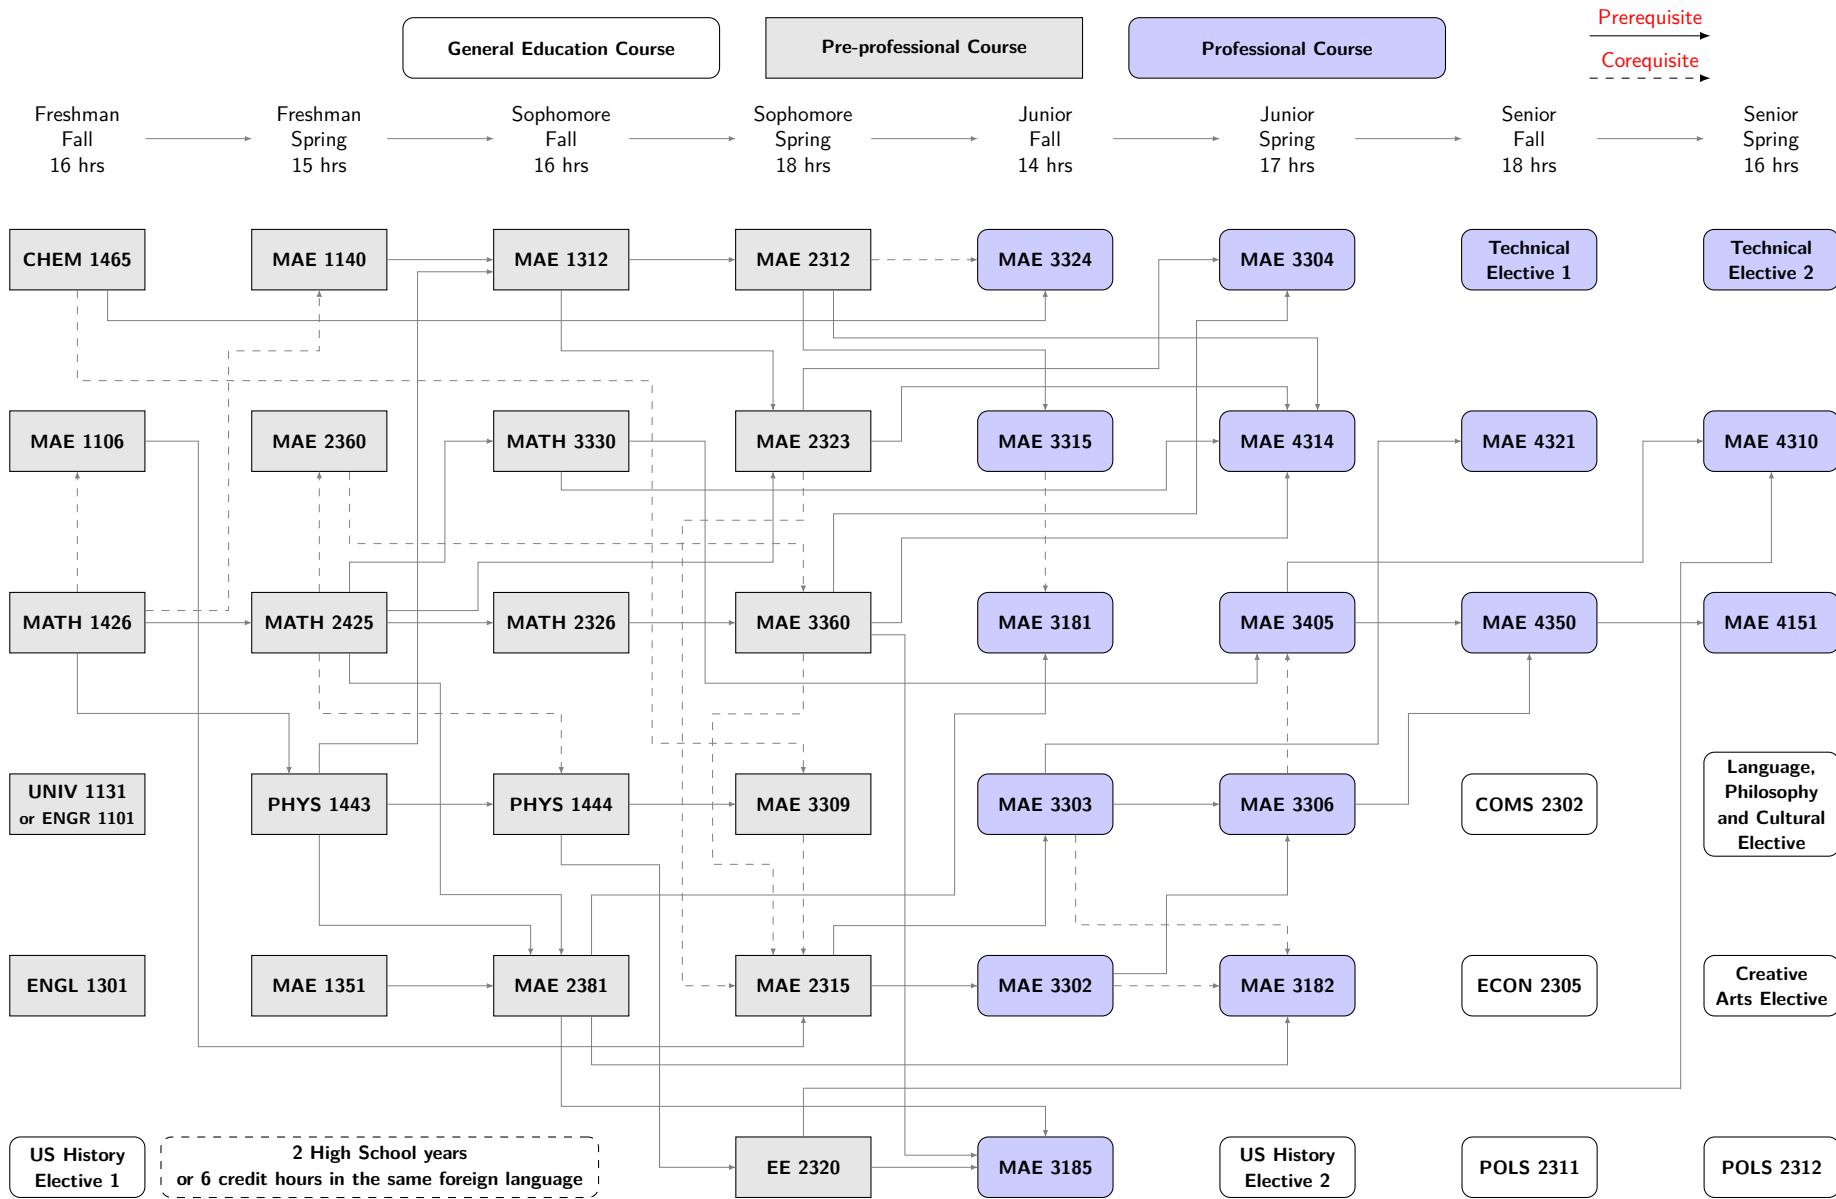 General Education Course
Pre-professional Course
Professional Course
Prerequisite
Corequisite
Freshman
Fall
16 hrs
Freshman
Spring
15 hrs
Sophomore
Fall
16 hrs
Sophomore
Spring
18 hrs
Junior
Fall
14 hrs
Junior
Spring
17 hrs
Senior
Fall
18 hrs
Senior
Spring
16 hrs
CHEM 1465
MAE 1140
MAE 1312
MAE 2312
MAE 3324
MAE 3304
Technical
Elective 1
Technical
Elective 2
MAE 1106
MAE 2360
MATH 3330
MAE 2323
MAE 3315
MAE 4314
MAE 4321
MAE 4310
MATH 1426
MATH 2425
MATH 2326
MAE 3360
MAE 3181
MAE 3405
MAE 4350
MAE 4151
UNIV 1131
or ENGR 1101
PHYS 1443
PHYS 1444
MAE 3309
MAE 3303
MAE 3306
COMS 2302
Language,
Philosophy
and Cultural
Elective
ENGL 1301
MAE 1351
MAE 2381
MAE 2315
MAE 3302
MAE 3182
ECON 2305
Creative
Arts Elective
US History
Elective 1
2 High School years
or 6 credit hours in the same foreign language
EE 2320
MAE 3185
US History
Elective 2
POLS 2311
POLS 2312